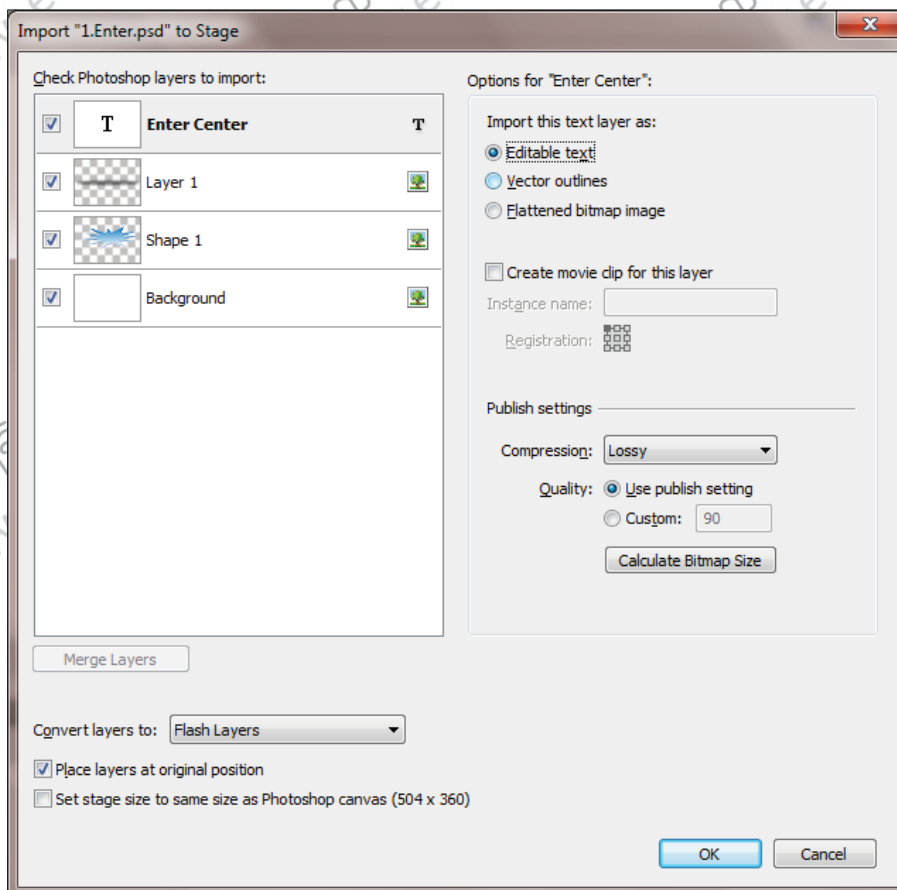 Import "1.Enter.psd" to Stage
Check Photoshop layers to import:
T Enter Center T
Layer 1
Shape 1
Background
Merge Layers
Options for "Enter Center":
Import this text layer as:
Editable text
Vector outlines
Flattened bitmap image
Create movie clip for this layer
Instance name:
Registration:
Publish settings
Compression: Lossy
Quality: Use publish setting
Custom: 90
Calculate Bitmap Size
Convert layers to: Flash Layers
Place layers at original position
Set stage size to same size as Photoshop canvas (504 x 360)
OK Cancel